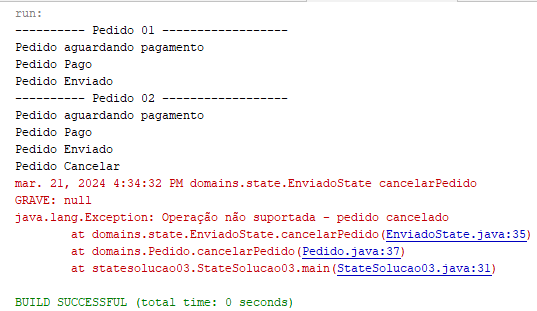 run:
---------- Pedido 01 ------------------
Pedido aguardando pagamento
Pedido Pago
Pedido Enviado
---------- Pedido 02 ------------------
Pedido aguardando pagamento
Pedido Pago
Pedido Enviado
Pedido Cancelar
mar. 21, 2024 4:34:32 PM domains.state.EnviadoState cancelarPedido
GRAVE: null
java.lang.Exception: Operação não suportada - pedido cancelado
at domains.state.EnviadoState.cancelarPedido(EnviadoState.java:35)
at domains.Pedido.cancelarPedido(Pedido.java:37)
at statesolucao03.StateSolucao03.main(StateSolucao03.java:31)
BUILD SUCCESSFUL (total time: 0 seconds)